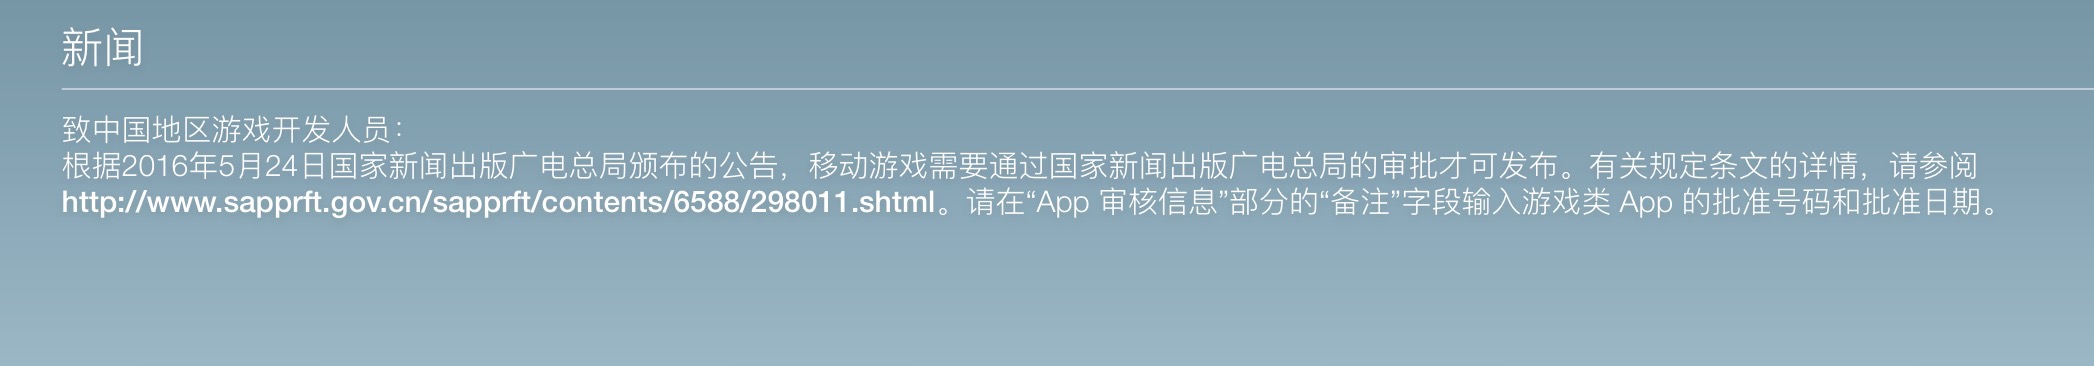 新闻
致中国地区游戏开发人员：
根据2016年5月24日国家新闻出版广电总局颁布的公告，移动游戏需要通过国家新闻出版广电总局的审批才可发布。有关规定条文的详情，请参阅
http://www.sapprft.gov.cn/sapprft/contents/6588/298011.shtml。请在“App 审核信息”部分的“备注”字段输入游戏类 App 的批准号码和批准日期。